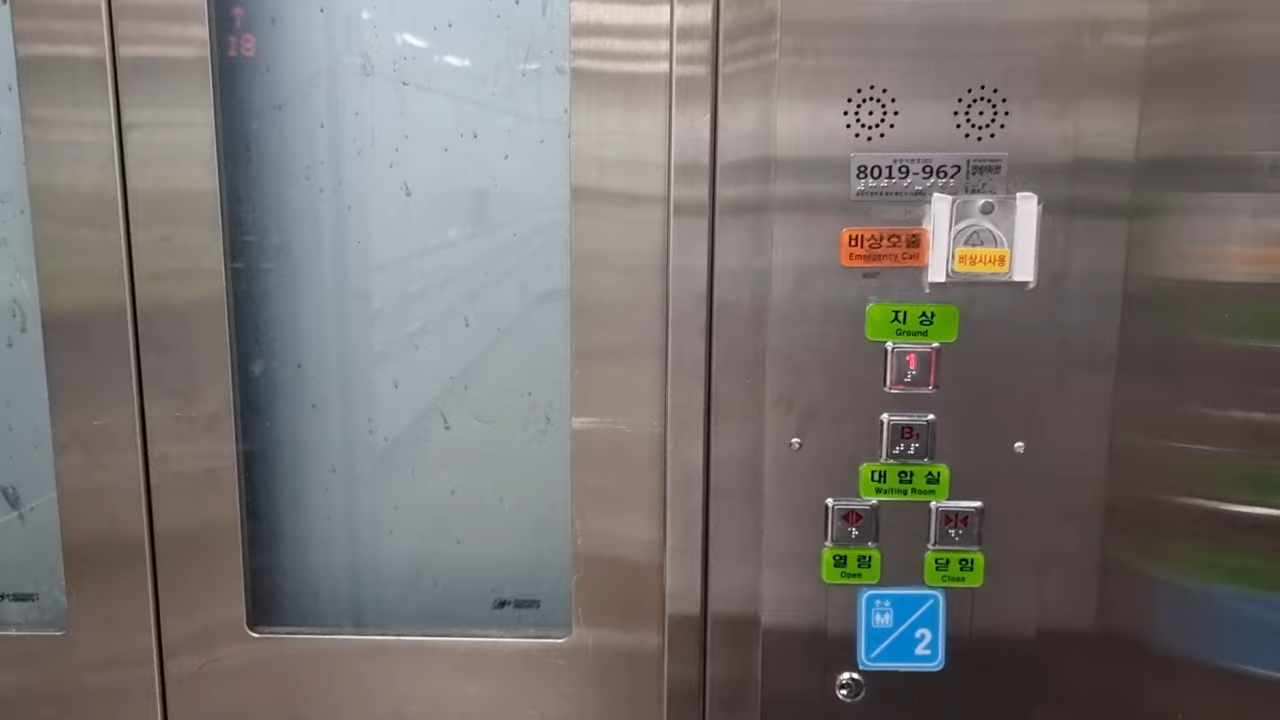 18
8019-962
비상호출
Emergency Call
비상시사용
지상
Ground
1
B1
대합실
Waiting Room
열림
Open
닫힘
Close
2